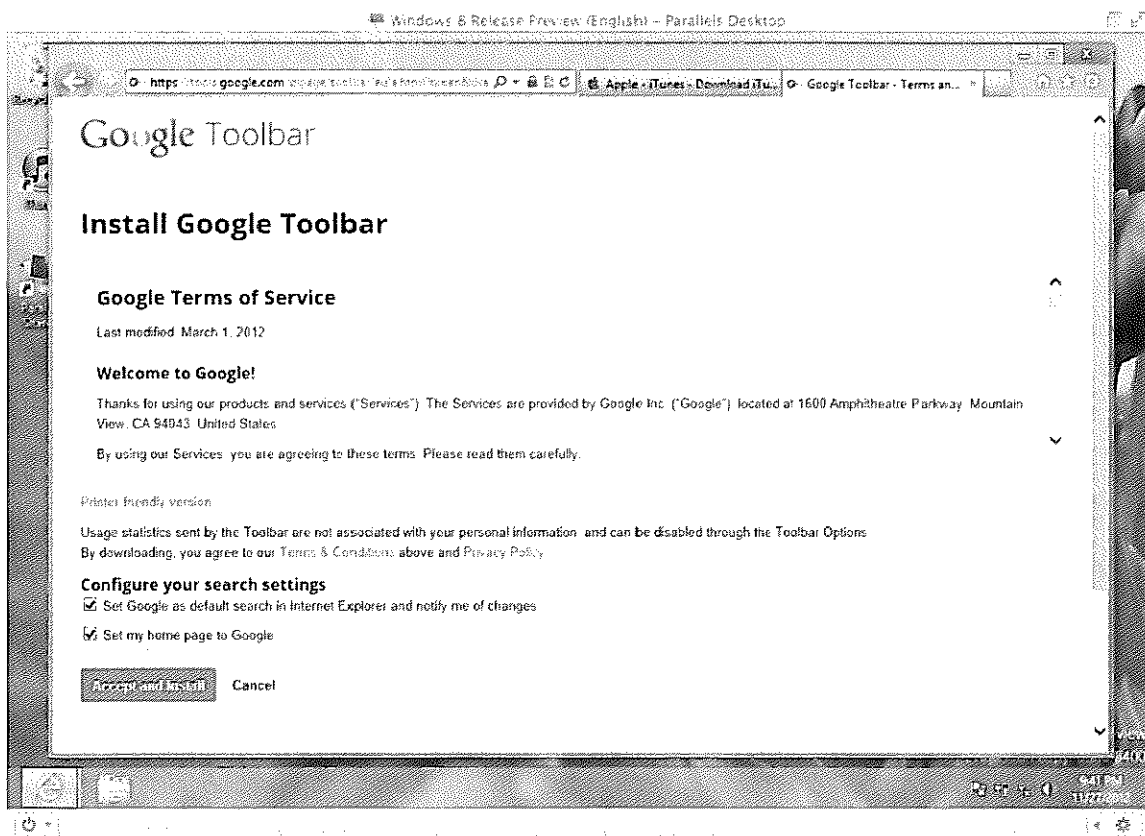 Windows 8 Release Preview (English) - Parallels Desktop
https google.com
Apple - iTunes - Download iTu...
Google Toolbar - Terms an...
Google Toolbar
Install Google Toolbar
Google Terms of Service
Last modified March 1, 2012
Welcome to Google!
Thanks for using our products and services ("Services") The Services are provided by Google Inc. ("Google") located at 1600 Amphitheatre Parkway Mountain
View, CA 94043 United States
By using our Services you are agreeing to these terms Please read them carefully.
Printer friendly version
Usage statistics sent by the Toolbar are not associated with your personal information and can be disabled through the Toolbar Options
By downloading, you agree to our Terms & Conditions above and Privacy Policy
Configure your search settings
Set Google as default search in Internet Explorer and notify me of changes
Set my home page to Google
Accept and Install Cancel
9:41 PM